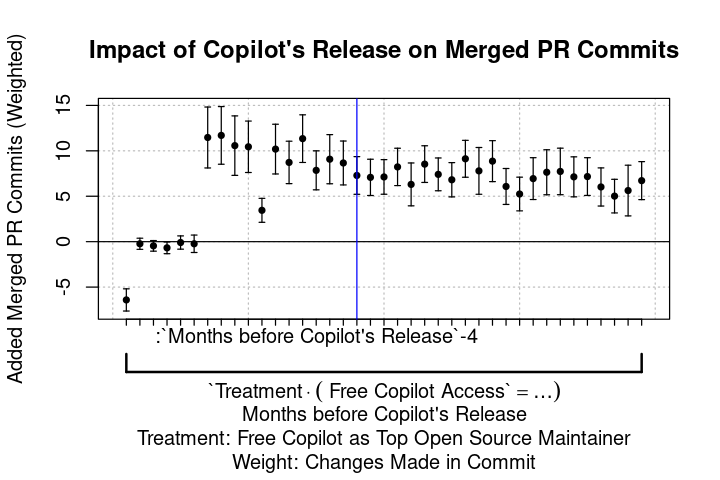 Impact of Copilot's Release on Merged PR Commits
Added Merged PR Commits (Weighted)
15
10
5
0
-5
:`Months before Copilot's Release`-4
`Treatment · ( Free Copilot Access` = …)
Months before Copilot's Release
Treatment: Free Copilot as Top Open Source Maintainer
Weight: Changes Made in Commit